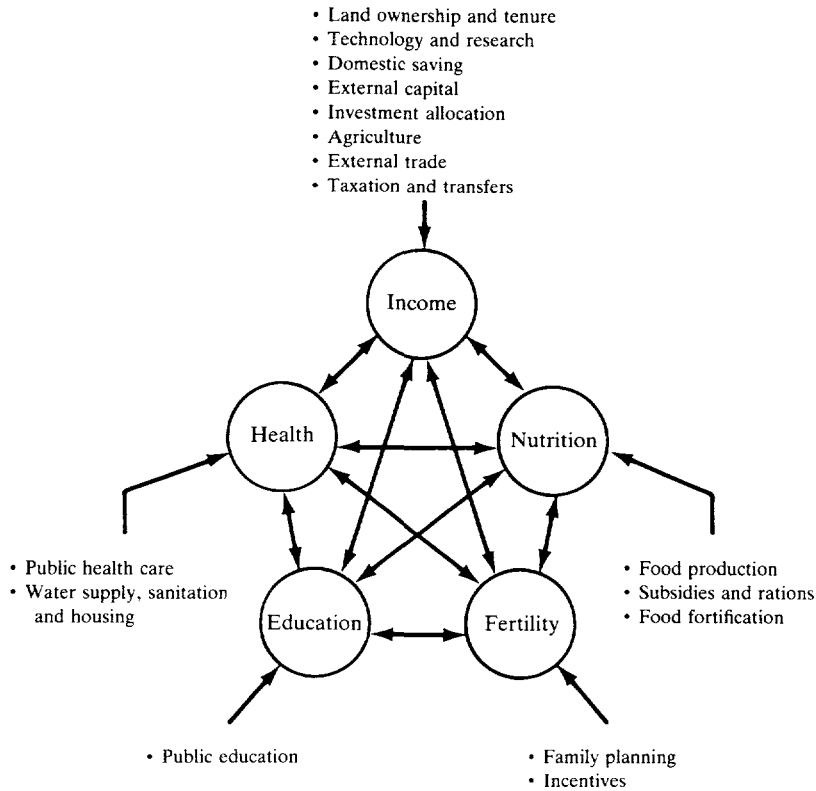 • Land ownership and tenure
• Technology and research
• Domestic saving
• External capital
• Investment allocation
• Agriculture
• External trade
• Taxation and transfers
Income
Health
Nutrition
• Public health care
• Water supply, sanitation
and housing
• Food production
• Subsidies and rations
• Food fortification
Education
Fertility
• Public education
• Family planning
• Incentives